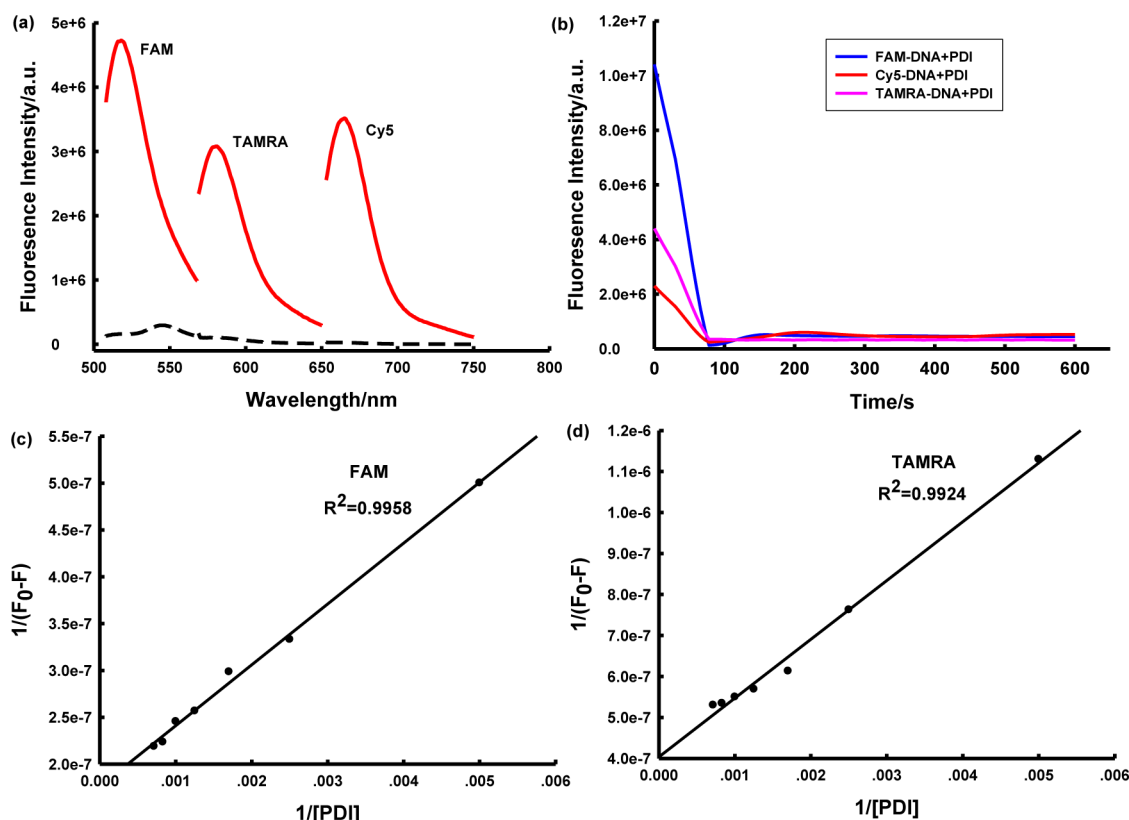 (a)
Fluoresence Intensity/a.u.
5e+6
4e+6
3e+6
2e+6
1e+6
0
FAM
TAMRA
Cy5
500 550 600 650 700 750 800
Wavelength/nm
(b)
Fluoresence Intensity/a.u.
1.2e+7
1.0e+7
8.0e+6
6.0e+6
4.0e+6
2.0e+6
0.0
FAM-DNA+PDI
Cy5-DNA+PDI
TAMRA-DNA+PDI
0 100 200 300 400 500 600
Time/s
(c)
1/(F0-F)
5.5e-7
5.0e-7
4.5e-7
4.0e-7
3.5e-7
3.0e-7
2.5e-7
2.0e-7
FAM
R2=0.9958
0.000 .001 .002 .003 .004 .005 .006
1/[PDI]
(d)
1/(F0-F)
1.2e-6
1.1e-6
1.0e-6
9.0e-7
8.0e-7
7.0e-7
6.0e-7
5.0e-7
4.0e-7
TAMRA
R2=0.9924
0.000 .001 .002 .003 .004 .005 .006
1/[PDI]